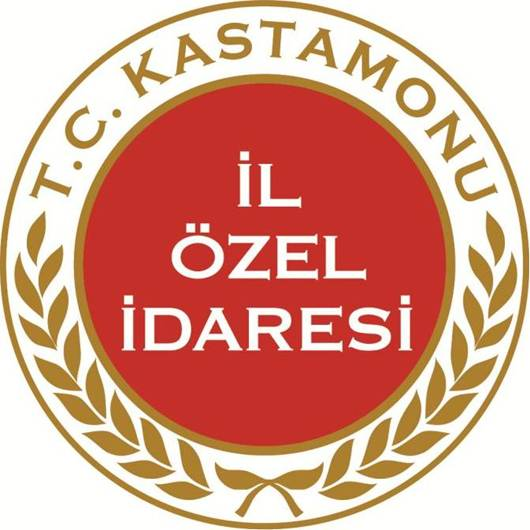 T.C. KASTAMONU
İL
ÖZEL
İDARESİ